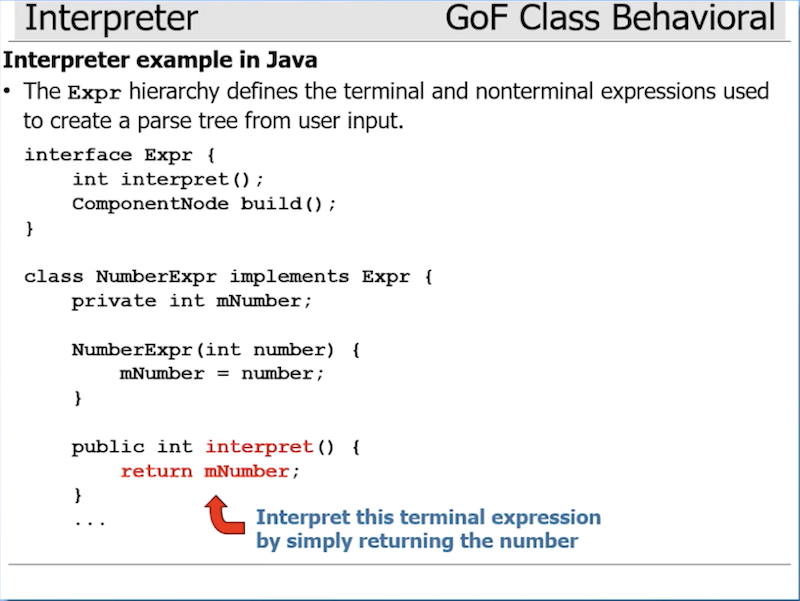 Interpreter GoF Class Behavioral
Interpreter example in Java
• The Expr hierarchy defines the terminal and nonterminal expressions used
to create a parse tree from user input.
interface Expr {
    int interpret();
    ComponentNode build();
}
class NumberExpr implements Expr {
    private int mNumber;
    NumberExpr(int number) {
        mNumber = number;
    }
    public int interpret() {
        return mNumber;
    }
    ...
Interpret this terminal expression
by simply returning the number